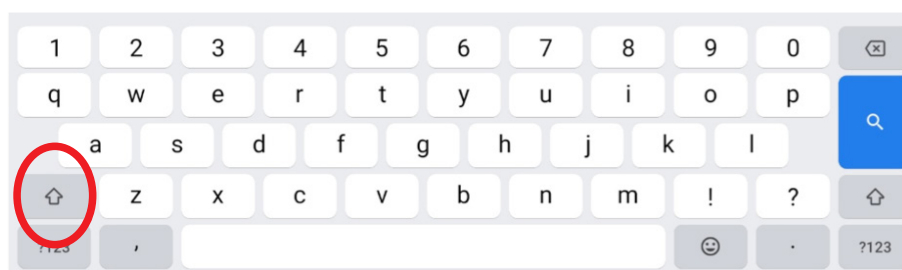 1 2 3 4 5 6 7 8 9 0
q w e r t y u i o p
a s d f g h j k l
z x c v b n m ! ?
?123 , . ?123